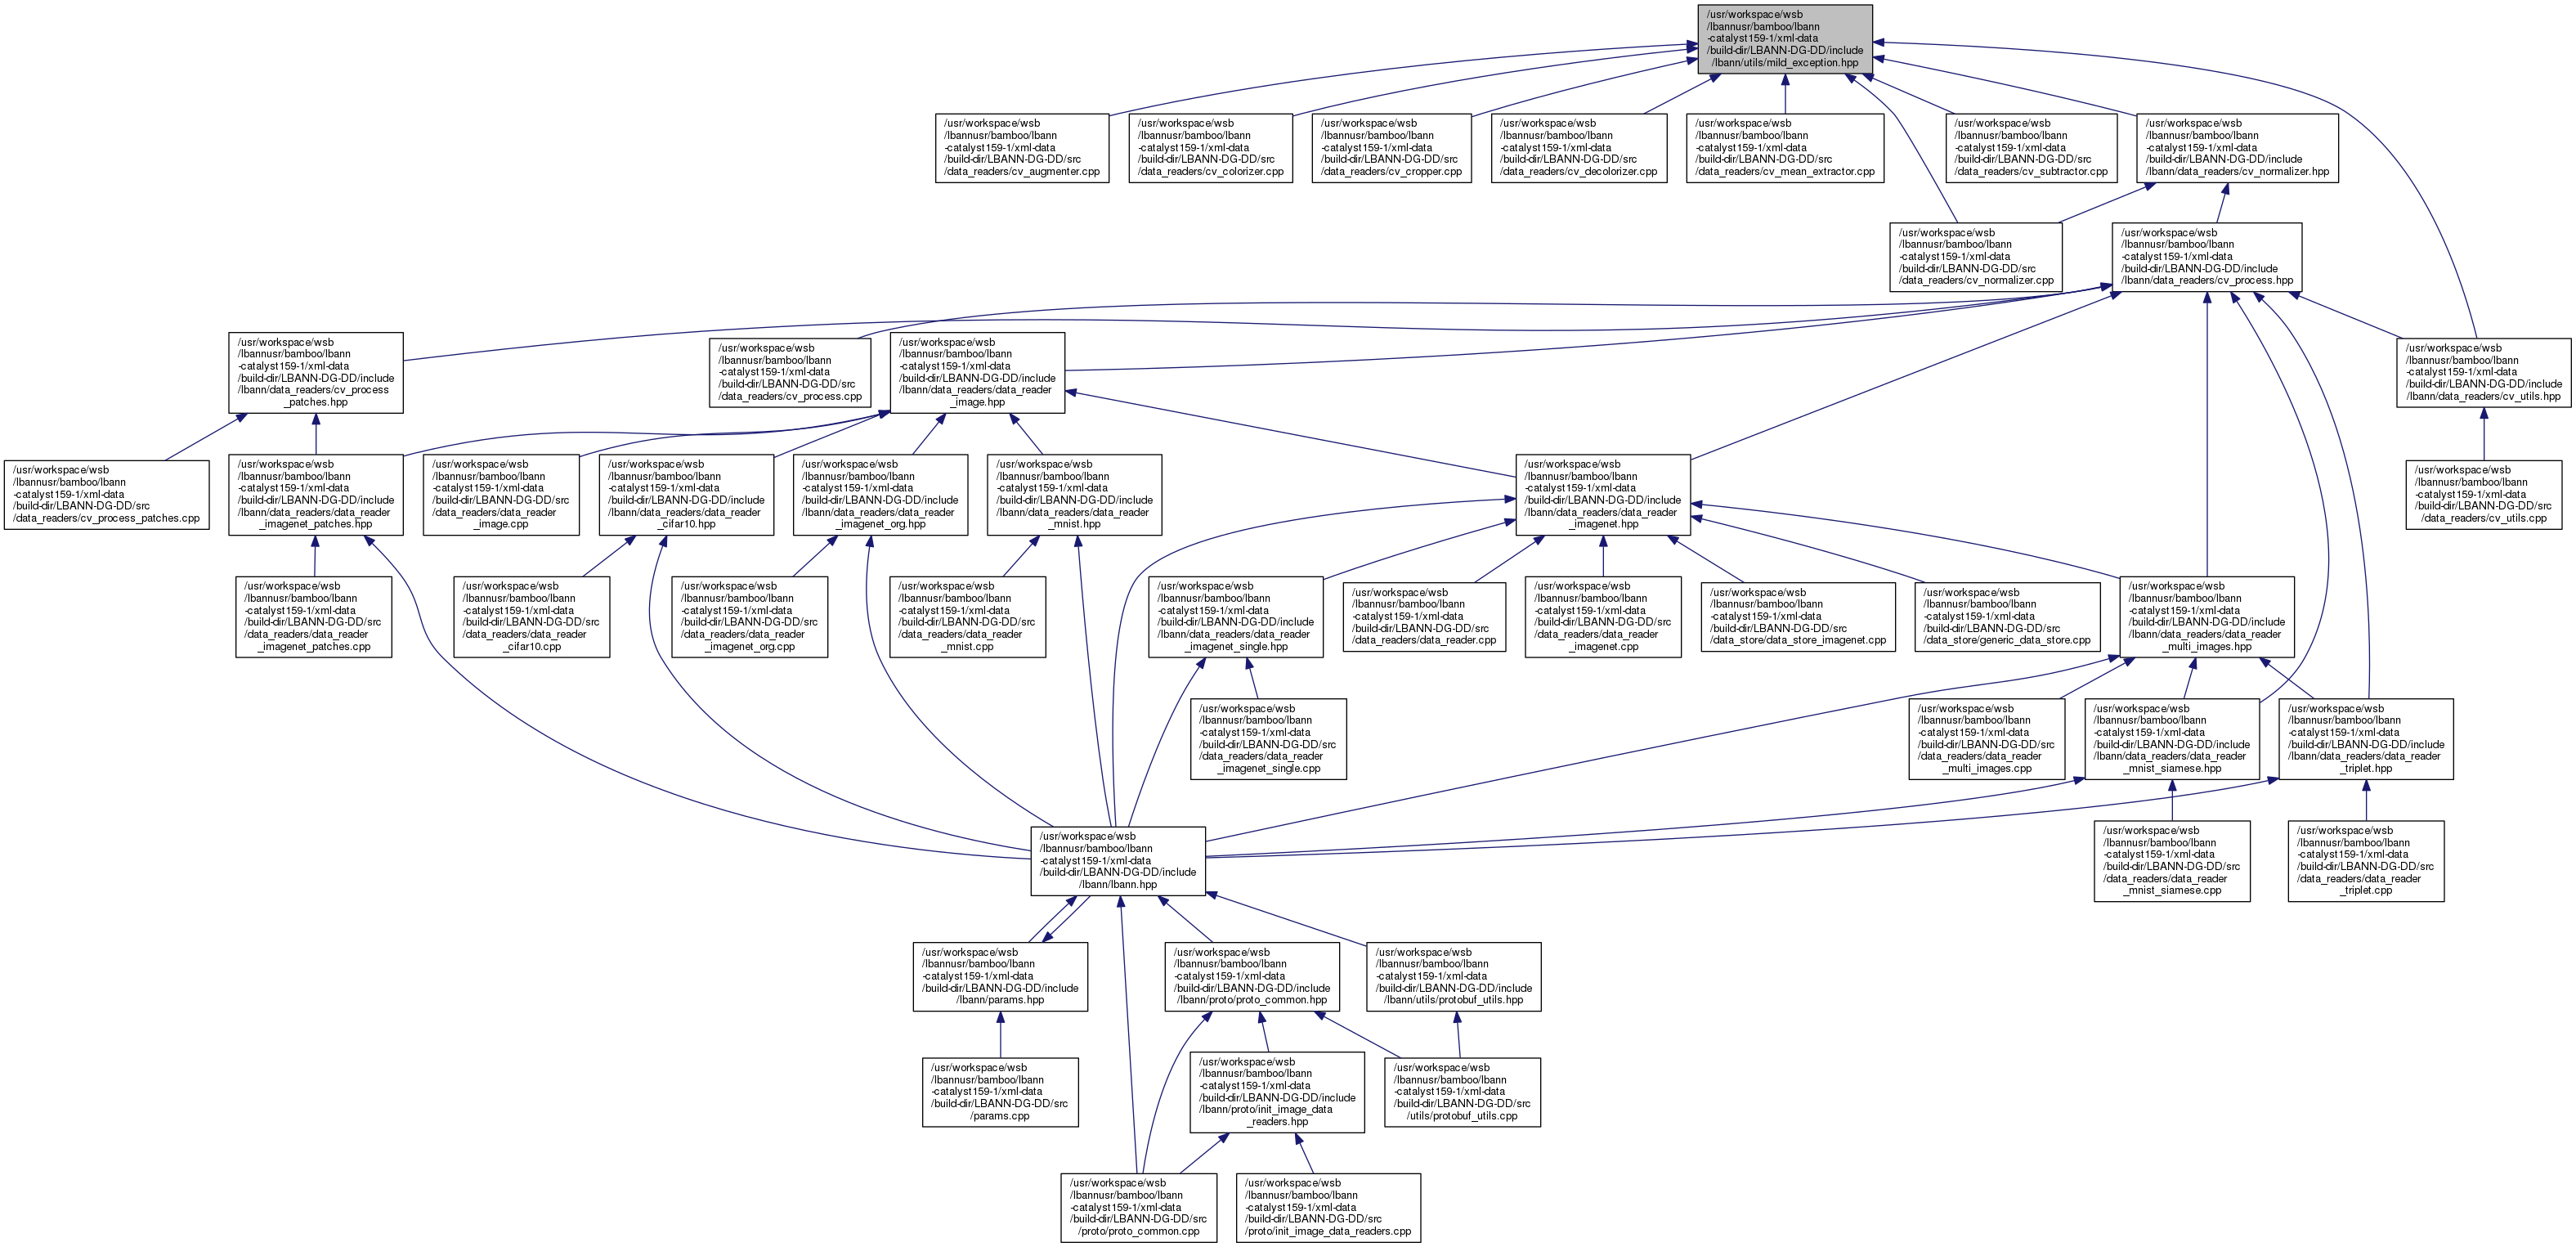 /usr/workspace/wsb
/lbannusr/bamboo/lbann
-catalyst159-1/xml-data
/build-dir/LBANN-DG-DD/include
/lbann/utils/mild_exception.hpp
/usr/workspace/wsb
/lbannusr/bamboo/lbann
-catalyst159-1/xml-data
/build-dir/LBANN-DG-DD/src
/data_readers/cv_augmenter.cpp
/usr/workspace/wsb
/lbannusr/bamboo/lbann
-catalyst159-1/xml-data
/build-dir/LBANN-DG-DD/src
/data_readers/cv_colorizer.cpp
/usr/workspace/wsb
/lbannusr/bamboo/lbann
-catalyst159-1/xml-data
/build-dir/LBANN-DG-DD/src
/data_readers/cv_cropper.cpp
/usr/workspace/wsb
/lbannusr/bamboo/lbann
-catalyst159-1/xml-data
/build-dir/LBANN-DG-DD/src
/data_readers/cv_decolorizer.cpp
/usr/workspace/wsb
/lbannusr/bamboo/lbann
-catalyst159-1/xml-data
/build-dir/LBANN-DG-DD/src
/data_readers/cv_mean_extractor.cpp
/usr/workspace/wsb
/lbannusr/bamboo/lbann
-catalyst159-1/xml-data
/build-dir/LBANN-DG-DD/src
/data_readers/cv_subtractor.cpp
/usr/workspace/wsb
/lbannusr/bamboo/lbann
-catalyst159-1/xml-data
/build-dir/LBANN-DG-DD/include
/lbann/data_readers/cv_normalizer.hpp
/usr/workspace/wsb
/lbannusr/bamboo/lbann
-catalyst159-1/xml-data
/build-dir/LBANN-DG-DD/src
/data_readers/cv_normalizer.cpp
/usr/workspace/wsb
/lbannusr/bamboo/lbann
-catalyst159-1/xml-data
/build-dir/LBANN-DG-DD/include
/lbann/data_readers/cv_process.hpp
/usr/workspace/wsb
/lbannusr/bamboo/lbann
-catalyst159-1/xml-data
/build-dir/LBANN-DG-DD/include
/lbann/data_readers/cv_process
_patches.hpp
/usr/workspace/wsb
/lbannusr/bamboo/lbann
-catalyst159-1/xml-data
/build-dir/LBANN-DG-DD/src
/data_readers/cv_process.cpp
/usr/workspace/wsb
/lbannusr/bamboo/lbann
-catalyst159-1/xml-data
/build-dir/LBANN-DG-DD/include
/lbann/data_readers/data_reader
_image.hpp
/usr/workspace/wsb
/lbannusr/bamboo/lbann
-catalyst159-1/xml-data
/build-dir/LBANN-DG-DD/include
/lbann/data_readers/cv_utils.hpp
/usr/workspace/wsb
/lbannusr/bamboo/lbann
-catalyst159-1/xml-data
/build-dir/LBANN-DG-DD/src
/data_readers/cv_process_patches.cpp
/usr/workspace/wsb
/lbannusr/bamboo/lbann
-catalyst159-1/xml-data
/build-dir/LBANN-DG-DD/include
/lbann/data_readers/data_reader
_imagenet_patches.hpp
/usr/workspace/wsb
/lbannusr/bamboo/lbann
-catalyst159-1/xml-data
/build-dir/LBANN-DG-DD/src
/data_readers/data_reader
_image.cpp
/usr/workspace/wsb
/lbannusr/bamboo/lbann
-catalyst159-1/xml-data
/build-dir/LBANN-DG-DD/include
/lbann/data_readers/data_reader
_cifar10.hpp
/usr/workspace/wsb
/lbannusr/bamboo/lbann
-catalyst159-1/xml-data
/build-dir/LBANN-DG-DD/include
/lbann/data_readers/data_reader
_imagenet_org.hpp
/usr/workspace/wsb
/lbannusr/bamboo/lbann
-catalyst159-1/xml-data
/build-dir/LBANN-DG-DD/include
/lbann/data_readers/data_reader
_mnist.hpp
/usr/workspace/wsb
/lbannusr/bamboo/lbann
-catalyst159-1/xml-data
/build-dir/LBANN-DG-DD/include
/lbann/data_readers/data_reader
_imagenet.hpp
/usr/workspace/wsb
/lbannusr/bamboo/lbann
-catalyst159-1/xml-data
/build-dir/LBANN-DG-DD/src
/data_readers/cv_utils.cpp
/usr/workspace/wsb
/lbannusr/bamboo/lbann
-catalyst159-1/xml-data
/build-dir/LBANN-DG-DD/src
/data_readers/data_reader
_imagenet_patches.cpp
/usr/workspace/wsb
/lbannusr/bamboo/lbann
-catalyst159-1/xml-data
/build-dir/LBANN-DG-DD/src
/data_readers/data_reader
_cifar10.cpp
/usr/workspace/wsb
/lbannusr/bamboo/lbann
-catalyst159-1/xml-data
/build-dir/LBANN-DG-DD/src
/data_readers/data_reader
_imagenet_org.cpp
/usr/workspace/wsb
/lbannusr/bamboo/lbann
-catalyst159-1/xml-data
/build-dir/LBANN-DG-DD/src
/data_readers/data_reader
_mnist.cpp
/usr/workspace/wsb
/lbannusr/bamboo/lbann
-catalyst159-1/xml-data
/build-dir/LBANN-DG-DD/include
/lbann/data_readers/data_reader
_imagenet_single.hpp
/usr/workspace/wsb
/lbannusr/bamboo/lbann
-catalyst159-1/xml-data
/build-dir/LBANN-DG-DD/src
/data_readers/data_reader.cpp
/usr/workspace/wsb
/lbannusr/bamboo/lbann
-catalyst159-1/xml-data
/build-dir/LBANN-DG-DD/src
/data_readers/data_reader
_imagenet.cpp
/usr/workspace/wsb
/lbannusr/bamboo/lbann
-catalyst159-1/xml-data
/build-dir/LBANN-DG-DD/src
/data_store/data_store_imagenet.cpp
/usr/workspace/wsb
/lbannusr/bamboo/lbann
-catalyst159-1/xml-data
/build-dir/LBANN-DG-DD/src
/data_store/generic_data_store.cpp
/usr/workspace/wsb
/lbannusr/bamboo/lbann
-catalyst159-1/xml-data
/build-dir/LBANN-DG-DD/include
/lbann/data_readers/data_reader
_multi_images.hpp
/usr/workspace/wsb
/lbannusr/bamboo/lbann
-catalyst159-1/xml-data
/build-dir/LBANN-DG-DD/src
/data_readers/data_reader
_imagenet_single.cpp
/usr/workspace/wsb
/lbannusr/bamboo/lbann
-catalyst159-1/xml-data
/build-dir/LBANN-DG-DD/src
/data_readers/data_reader
_multi_images.cpp
/usr/workspace/wsb
/lbannusr/bamboo/lbann
-catalyst159-1/xml-data
/build-dir/LBANN-DG-DD/include
/lbann/data_readers/data_reader
_mnist_siamese.hpp
/usr/workspace/wsb
/lbannusr/bamboo/lbann
-catalyst159-1/xml-data
/build-dir/LBANN-DG-DD/include
/lbann/data_readers/data_reader
_triplet.hpp
/usr/workspace/wsb
/lbannusr/bamboo/lbann
-catalyst159-1/xml-data
/build-dir/LBANN-DG-DD/include
/lbann/lbann.hpp
/usr/workspace/wsb
/lbannusr/bamboo/lbann
-catalyst159-1/xml-data
/build-dir/LBANN-DG-DD/src
/data_readers/data_reader
_mnist_siamese.cpp
/usr/workspace/wsb
/lbannusr/bamboo/lbann
-catalyst159-1/xml-data
/build-dir/LBANN-DG-DD/src
/data_readers/data_reader
_triplet.cpp
/usr/workspace/wsb
/lbannusr/bamboo/lbann
-catalyst159-1/xml-data
/build-dir/LBANN-DG-DD/include
/lbann/params.hpp
/usr/workspace/wsb
/lbannusr/bamboo/lbann
-catalyst159-1/xml-data
/build-dir/LBANN-DG-DD/include
/lbann/proto/proto_common.hpp
/usr/workspace/wsb
/lbannusr/bamboo/lbann
-catalyst159-1/xml-data
/build-dir/LBANN-DG-DD/include
/lbann/utils/protobuf_utils.hpp
/usr/workspace/wsb
/lbannusr/bamboo/lbann
-catalyst159-1/xml-data
/build-dir/LBANN-DG-DD/src
/params.cpp
/usr/workspace/wsb
/lbannusr/bamboo/lbann
-catalyst159-1/xml-data
/build-dir/LBANN-DG-DD/include
/lbann/proto/init_image_data
_readers.hpp
/usr/workspace/wsb
/lbannusr/bamboo/lbann
-catalyst159-1/xml-data
/build-dir/LBANN-DG-DD/src
/utils/protobuf_utils.cpp
/usr/workspace/wsb
/lbannusr/bamboo/lbann
-catalyst159-1/xml-data
/build-dir/LBANN-DG-DD/src
/proto/proto_common.cpp
/usr/workspace/wsb
/lbannusr/bamboo/lbann
-catalyst159-1/xml-data
/build-dir/LBANN-DG-DD/src
/proto/init_image_data_readers.cpp